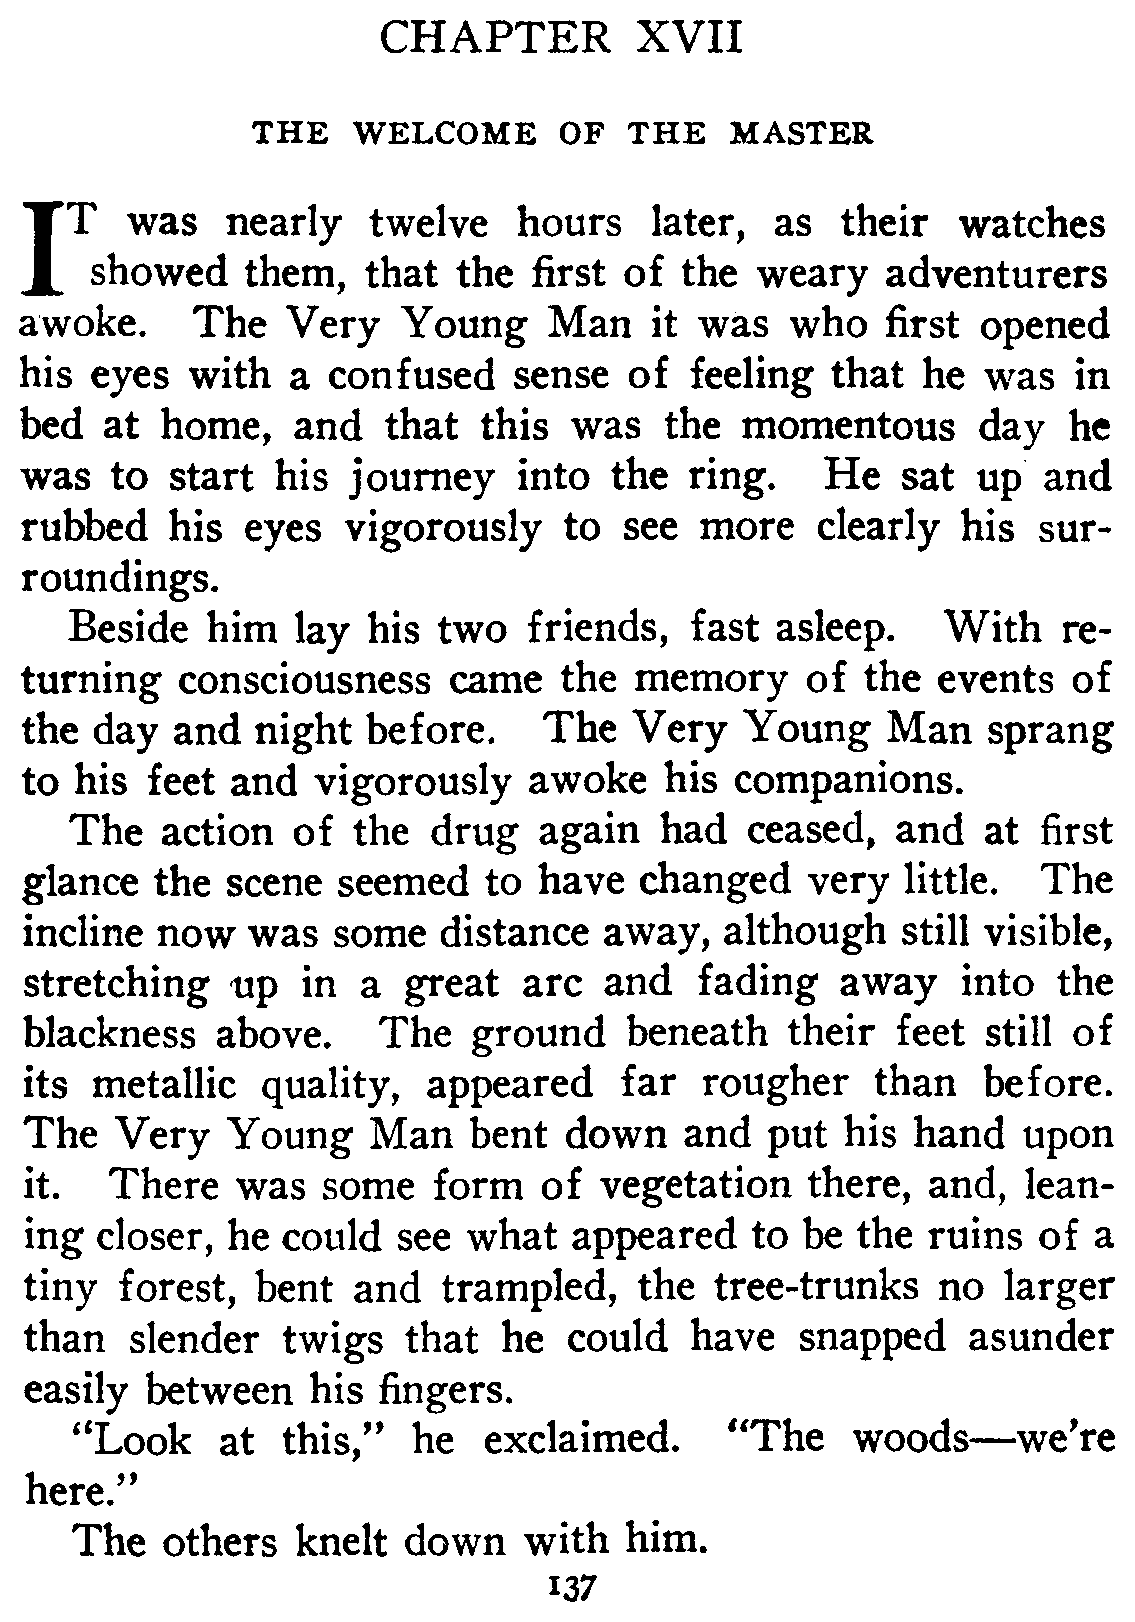 CHAPTER XVII
THE WELCOME OF THE MASTER
IT was nearly twelve hours later, as their watches
showed them, that the first of the weary adventurers
awoke. The Very Young Man it was who first opened
his eyes with a confused sense of feeling that he was in
bed at home, and that this was the momentous day he
was to start his journey into the ring. He sat up and
rubbed his eyes vigorously to see more clearly his sur-
roundings.
Beside him lay his two friends, fast asleep. With re-
turning consciousness came the memory of the events of
the day and night before. The Very Young Man sprang
to his feet and vigorously awoke his companions.
The action of the drug again had ceased, and at first
glance the scene seemed to have changed very little. The
incline now was some distance away, although still visible,
stretching up in a great arc and fading away into the
blackness above. The ground beneath their feet still of
its metallic quality, appeared far rougher than before.
The Very Young Man bent down and put his hand upon
it. There was some form of vegetation there, and, lean-
ing closer, he could see what appeared to be the ruins of a
tiny forest, bent and trampled, the tree-trunks no larger
than slender twigs that he could have snapped asunder
easily between his fingers.
“Look at this,” he exclaimed. “The woods—we’re
here.”
The others knelt down with him.
137